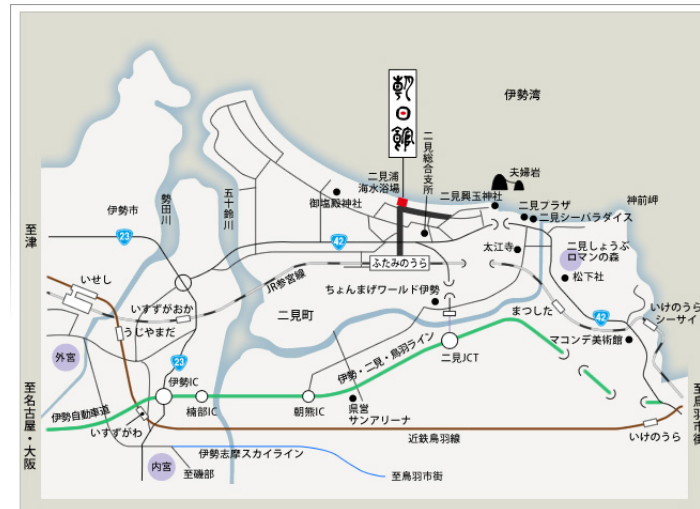 朝日館
伊勢湾
二見浦
海水浴場
二見総合支所
夫婦岩
二見興玉神社
二見プラザ
二見シーパラダイス
神前岬
御塩殿神社
伊勢市
勢田川
五十鈴川
至津
23
42
ふたみのうら
太江寺
二見しょうぶ
ロマンの森
松下社
いせし
JR参宮線
いすずがおか
二見町
ちょんまげワールド伊勢
まつした
42
いけのうら
シーサイド
マコンデ美術館
うじやまだ
外宮
23
伊勢・二見・鳥羽ライン
二見JCT
伊勢IC
楠部IC
朝熊IC
県営
サンアリーナ
至名古屋・大阪
伊勢自動車道
いすずがわ
近鉄鳥羽線
いけのうら
至鳥羽市街
内宮
至磯部
伊勢志摩スカイライン
至鳥羽市街